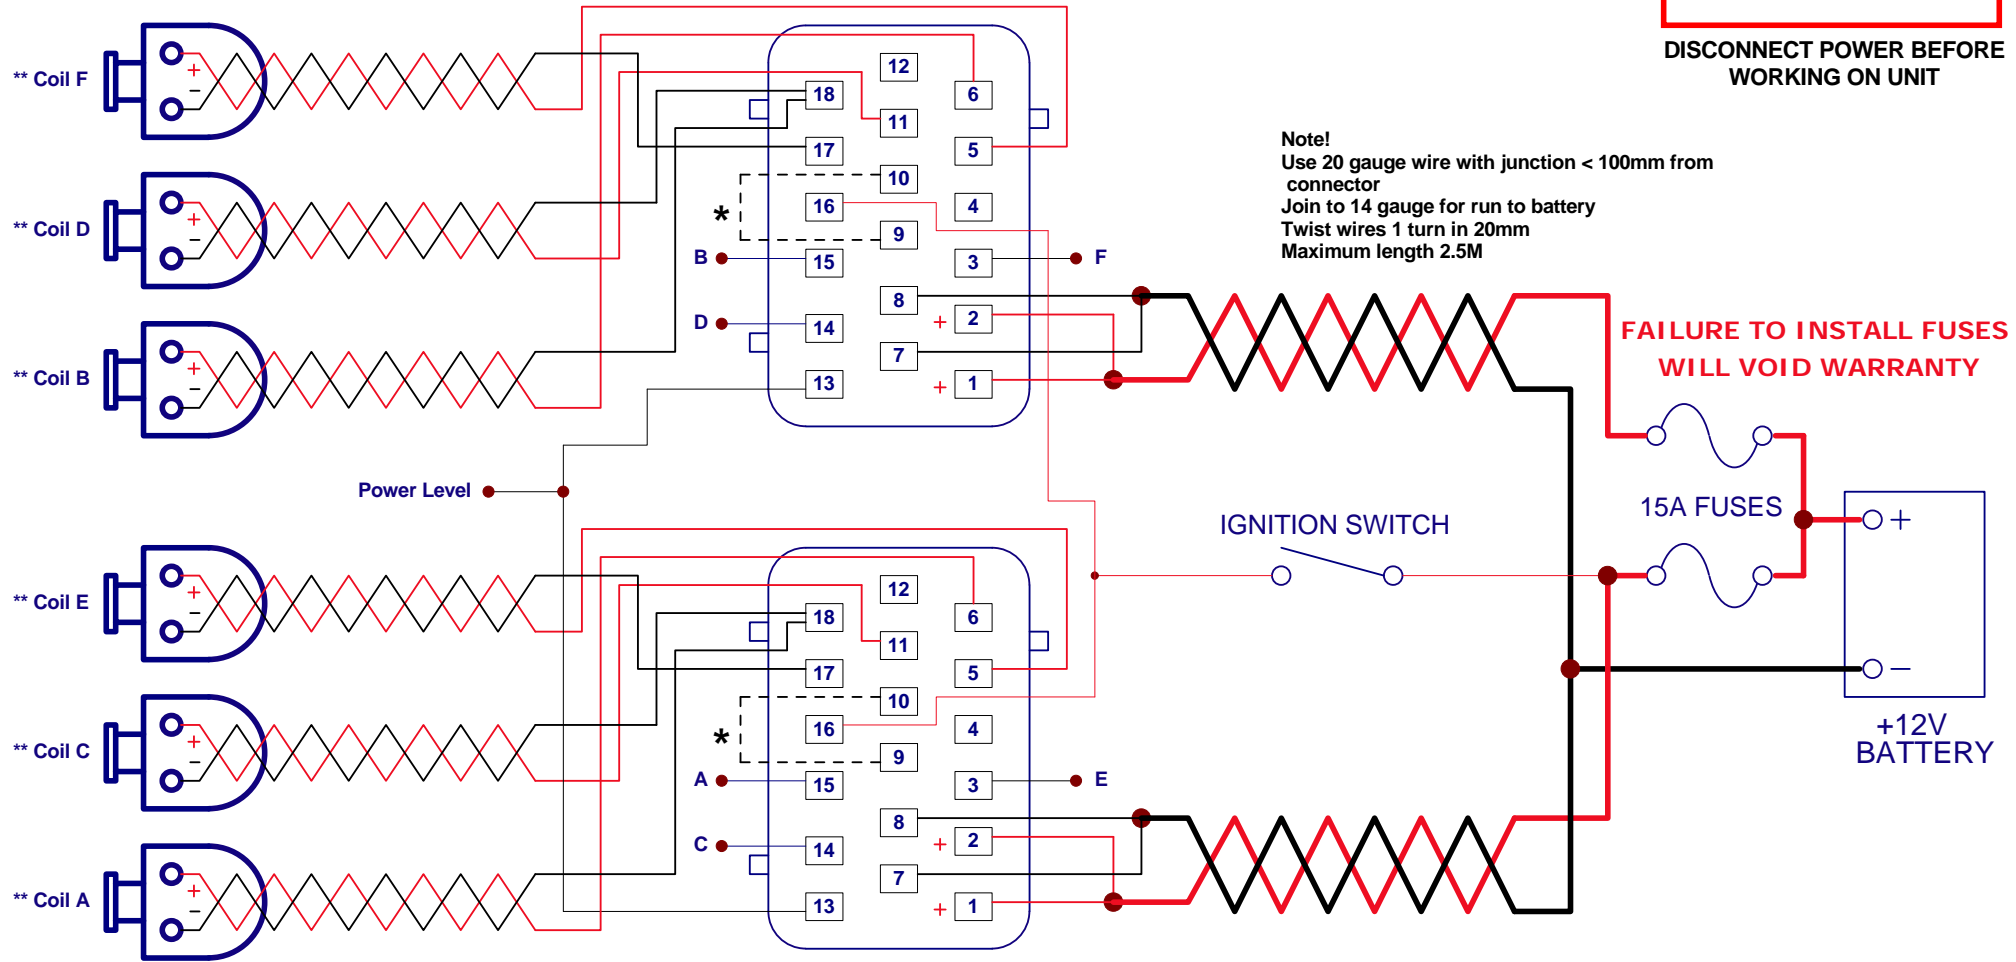 DISCONNECT POWER BEFORE
WORKING ON UNIT
Note!
Use 20 gauge wire with junction < 100mm from
connector
Join to 14 gauge for run to battery
Twist wires 1 turn in 20mm
Maximum length 2.5M
FAILURE TO INSTALL FUSES
WILL VOID WARRANTY
** Coil F
+
−
** Coil D
+
−
** Coil B
+
−
12
18
6
11
17
5
10
16
4
*
9
B
15
3
F
8
D
14
+ 2
7
13
+ 1
Power Level
IGNITION SWITCH
15A FUSES
+
−
+12V
BATTERY
** Coil E
+
−
** Coil C
+
−
** Coil A
+
−
12
18
6
11
17
5
10
16
4
*
9
A
15
3
E
8
C
14
+ 2
7
13
+ 1